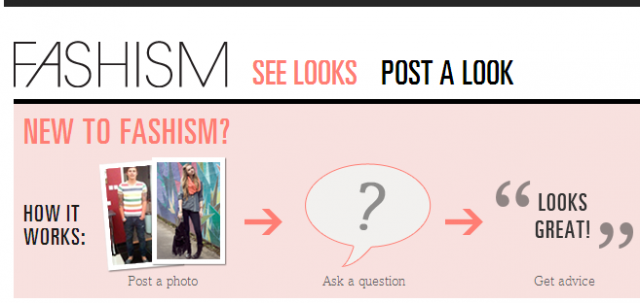 FASHISM SEE LOOKS POST A LOOK
NEW TO FASHISM?
HOW IT
WORKS:
?
“ LOOKS
GREAT! ”
Post a photo Ask a question Get advice